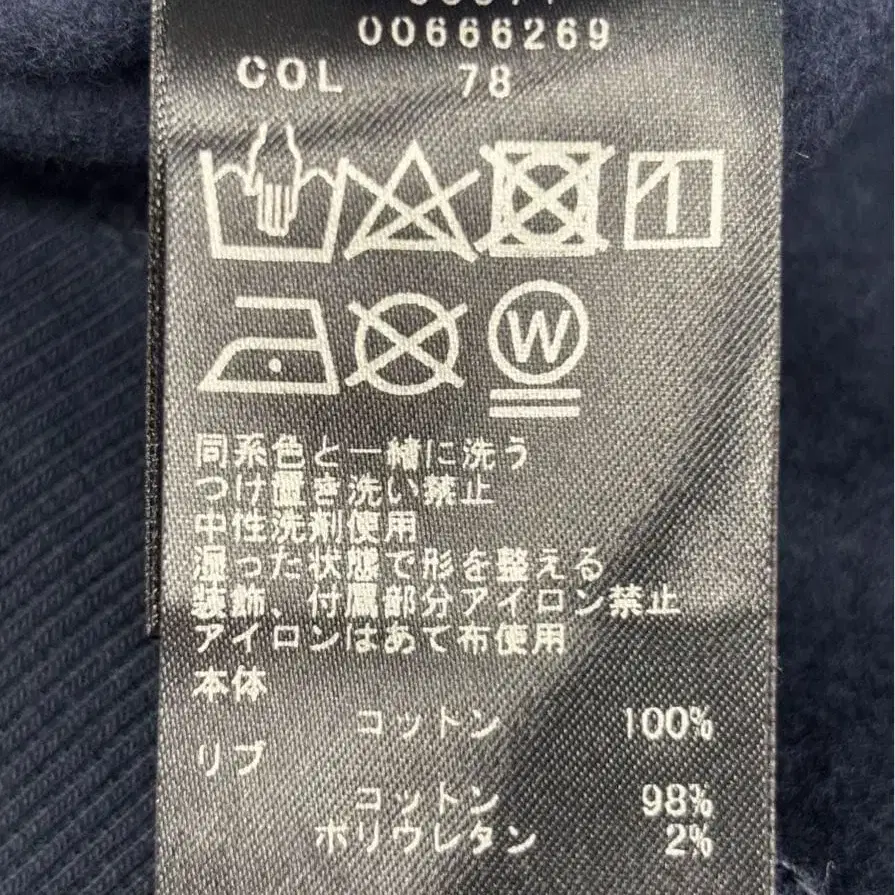 00666269
COL 78
W
同系色と一緒に洗う
つけ置き洗い禁止
中性洗剤使用
湿った状態で形を整える
装飾、付属部分アイロン禁止
アイロンはあて布使用
本体
コットン 100%
リブ
コットン 98%
ポリウレタン 2%